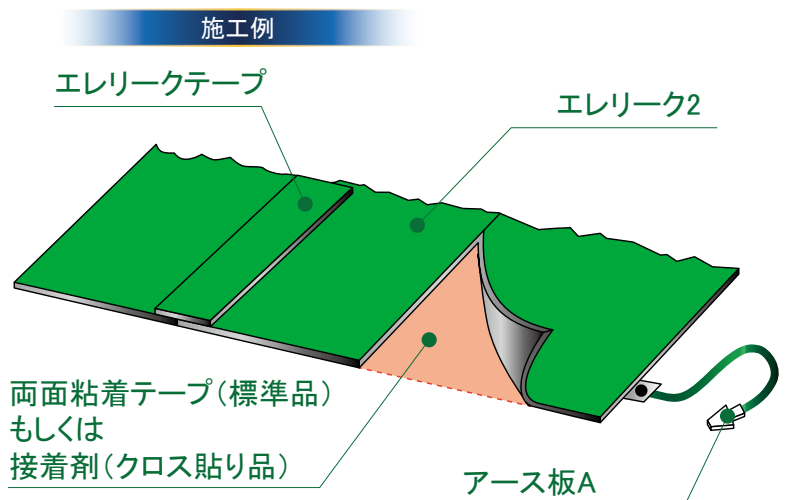 施工例
エレリークテープ
エレリーク2
両面粘着テープ（標準品）
もしくは
接着剤（クロス貼り品）
アース板A